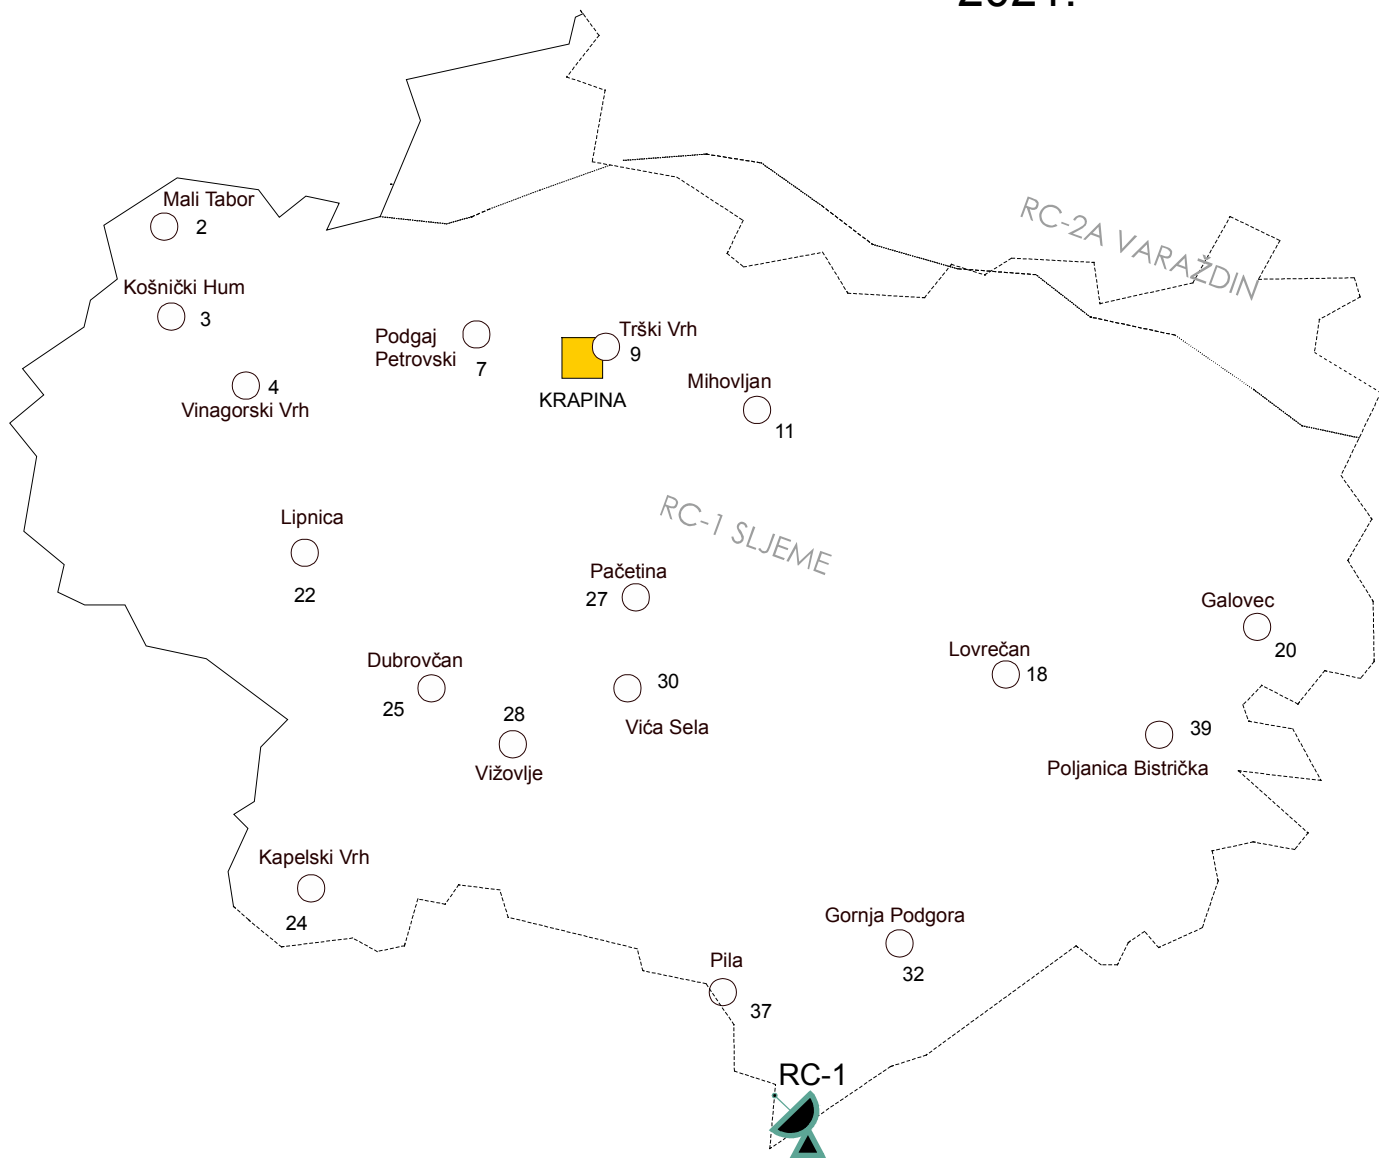 2021.
RC-2A VARAŽDIN
Mali Tabor
2
Košnički Hum
3
Podgaj
Petrovski
7
Trški Vrh
9
KRAPINA
4
Vinagorski Vrh
Mihovljan
11
RC-1 SLJEME
Lipnica
22
Pačetina
27
Galovec
20
Lovrečan
18
Dubrovčan
25
28
Vižovlje
30
Vića Sela
39
Poljanica Bistrička
Kapelski Vrh
24
Gornja Podgora
32
Pila
37
RC-1